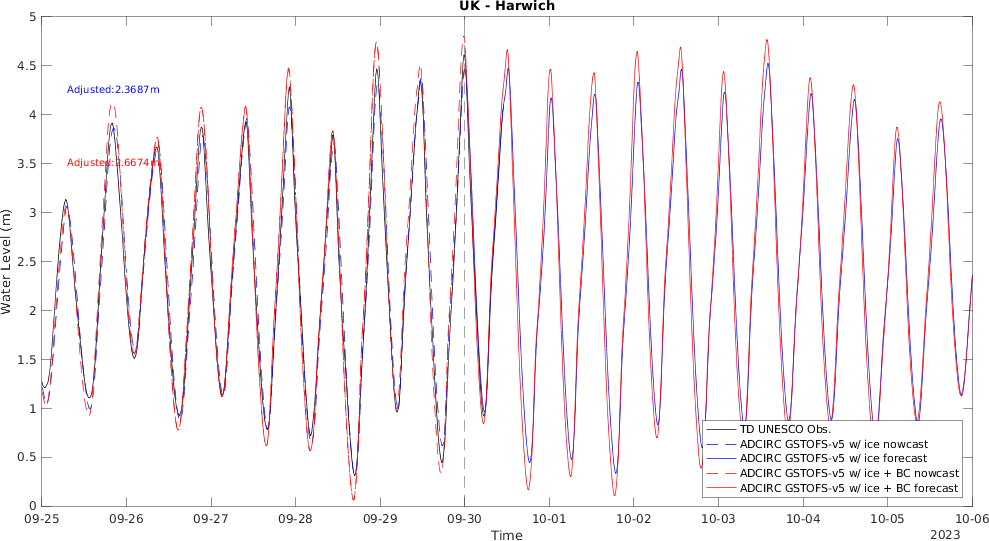 UK - Harwich
5
4.5
4
3.5
3
2.5
2
1.5
1
0.5
0
Water Level (m)
Adjusted:2.3687m
Adjusted:2.6674m
TD UNESCO Obs.
ADCIRC GSTOFS-v5 w/ ice nowcast
ADCIRC GSTOFS-v5 w/ ice forecast
ADCIRC GSTOFS-v5 w/ ice + BC nowcast
ADCIRC GSTOFS-v5 w/ ice + BC forecast
09-25 09-26 09-27 09-28 09-29 09-30 10-01 10-02 10-03 10-04 10-05 10-06
Time
2023